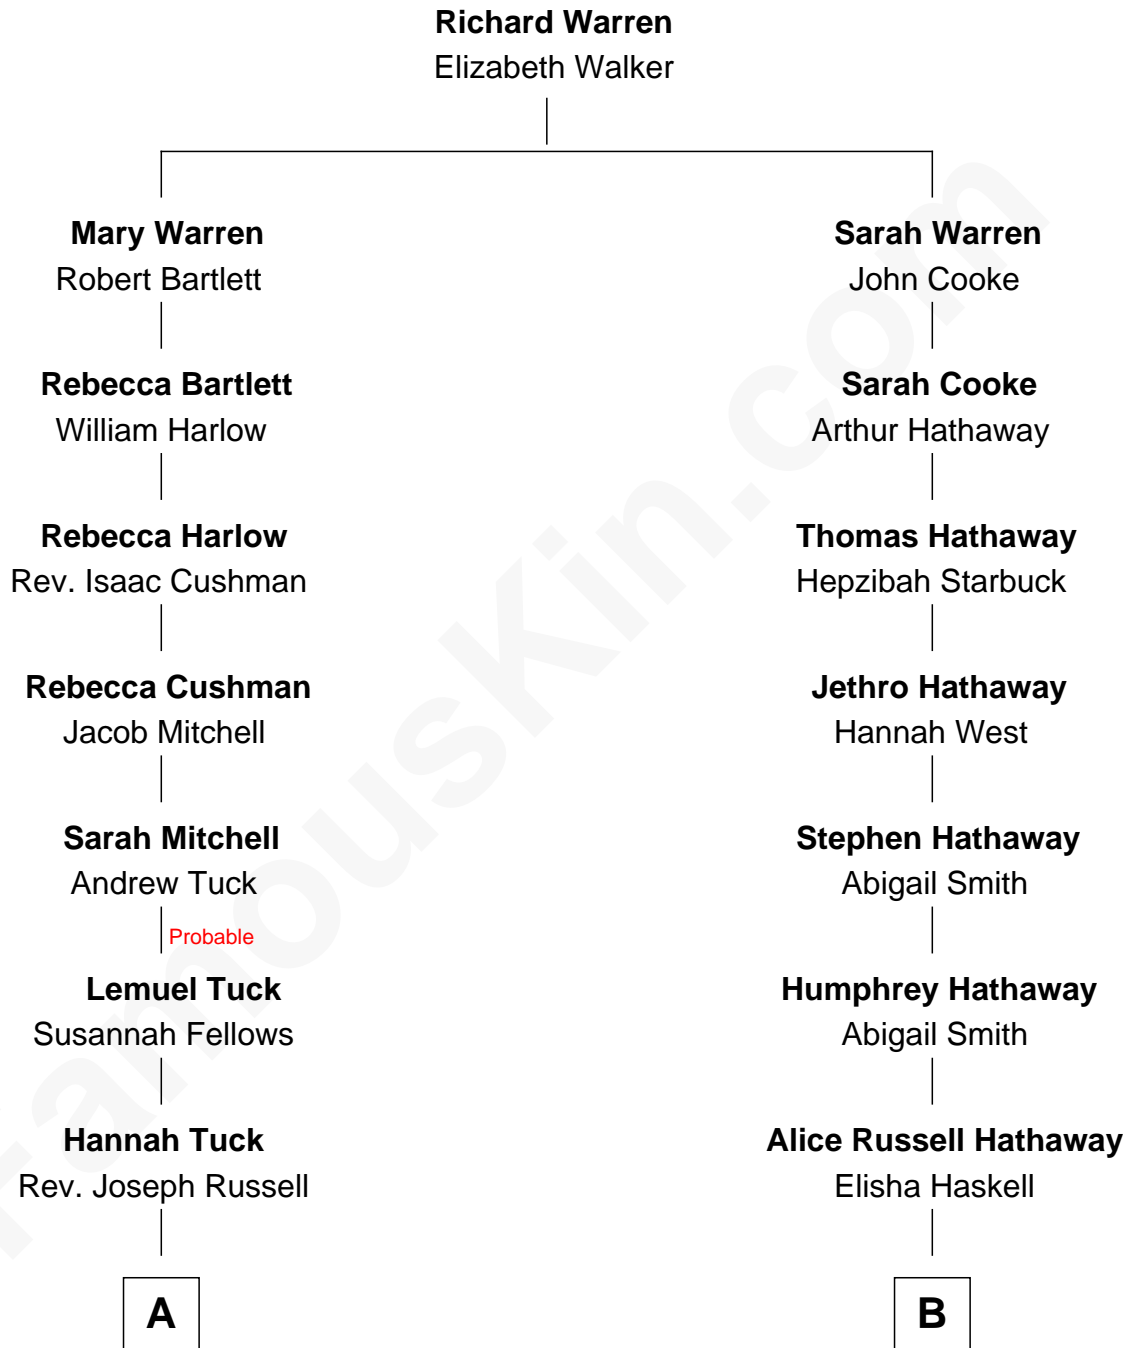 Richard Warren
Elizabeth Walker
Mary Warren
Robert Bartlett
Sarah Warren
John Cooke
Rebecca Bartlett
William Harlow
Sarah Cooke
Arthur Hathaway
Rebecca Harlow
Rev. Isaac Cushman
Thomas Hathaway
Hepzibah Starbuck
Rebecca Cushman
Jacob Mitchell
Jethro Hathaway
Hannah West
Sarah Mitchell
Andrew Tuck
Stephen Hathaway
Abigail Smith
Probable
Lemuel Tuck
Susannah Fellows
Humphrey Hathaway
Abigail Smith
Hannah Tuck
Rev. Joseph Russell
Alice Russell Hathaway
Elisha Haskell
A
B
FamousKin.com